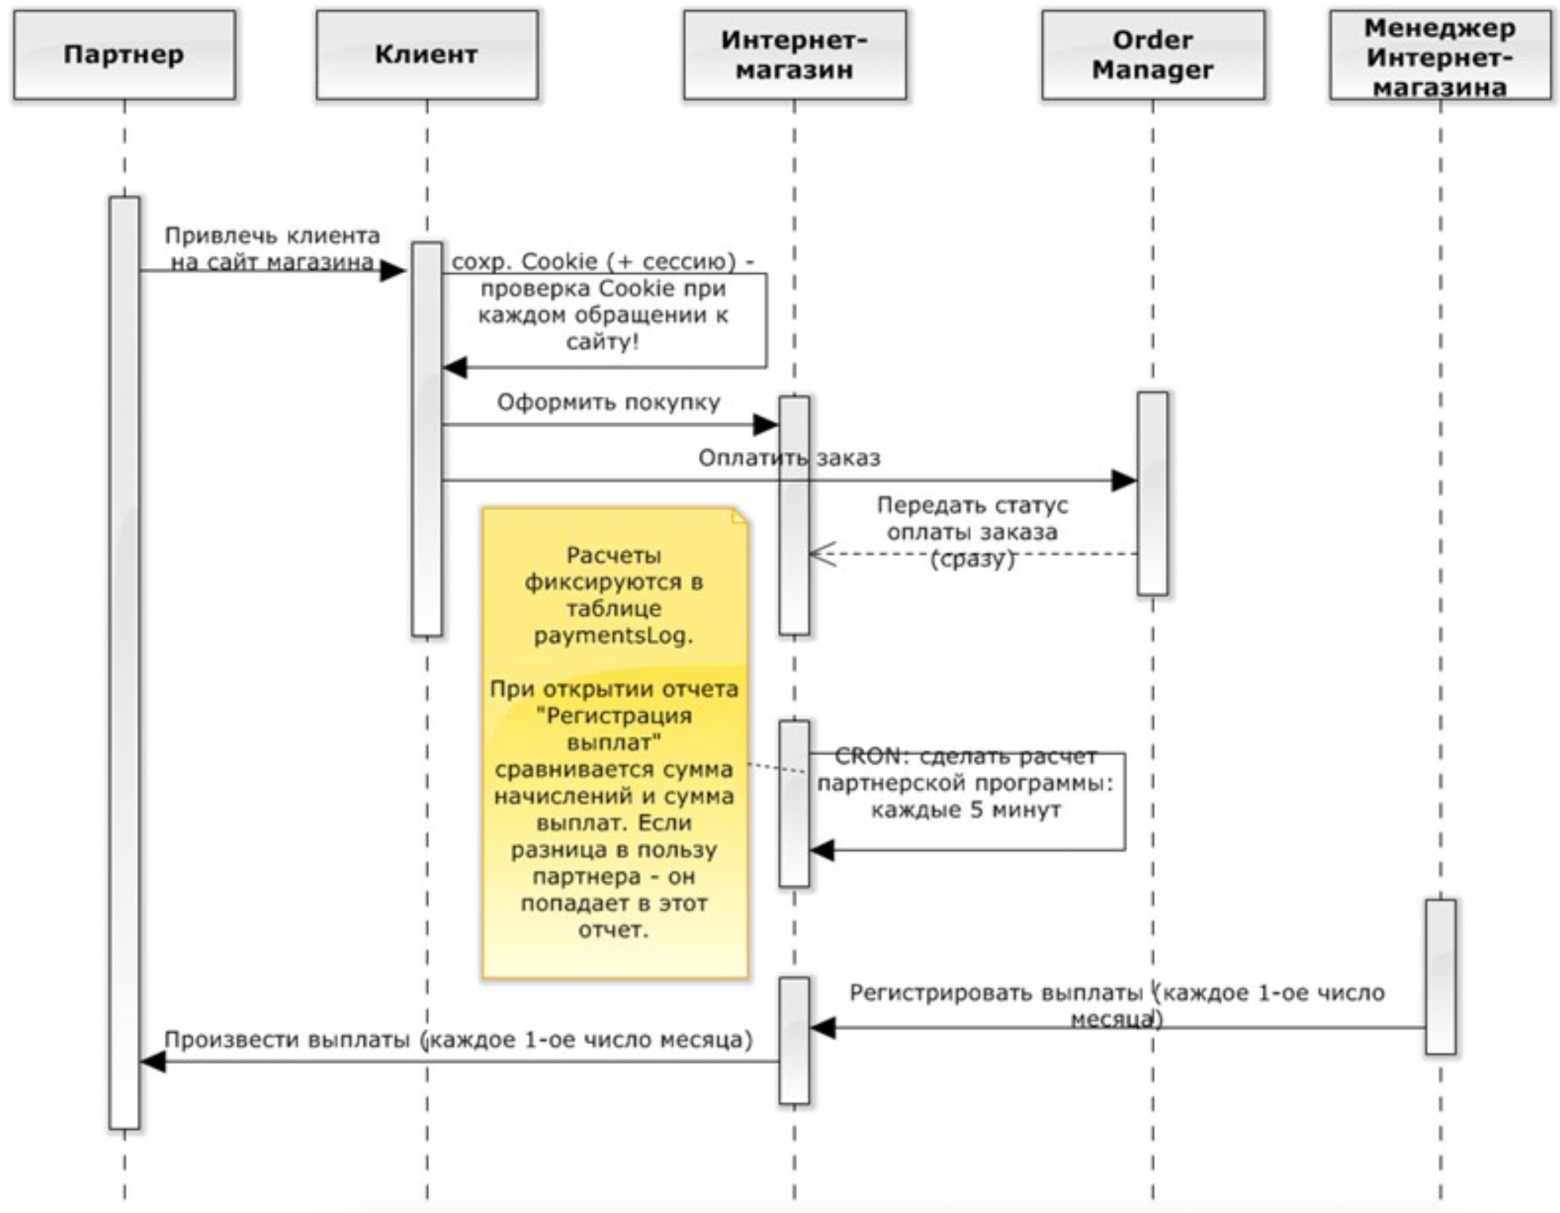 Партнер
Клиент
Интернет-
магазин
Order
Manager
Менеджер
Интернет-
магазина
Привлечь клиента
на сайт магазина
сохр. Cookie (+ сессию) -
проверка Cookie при
каждом обращении к
сайту!
Оформить покупку
Оплатить заказ
Передать статус
оплаты заказа
(сразу)
Расчеты
фиксируются в
таблице
paymentsLog.
При открытии отчета
"Регистрация
выплат"
сравнивается сумма
начислений и сумма
выплат. Если
разница в пользу
партнера - он
попадает в этот
отчет.
CRON: сделать расчет
партнерской программы:
каждые 5 минут
Регистрировать выплаты (каждое 1-ое число
месяца)
Произвести выплаты (каждое 1-ое число месяца)